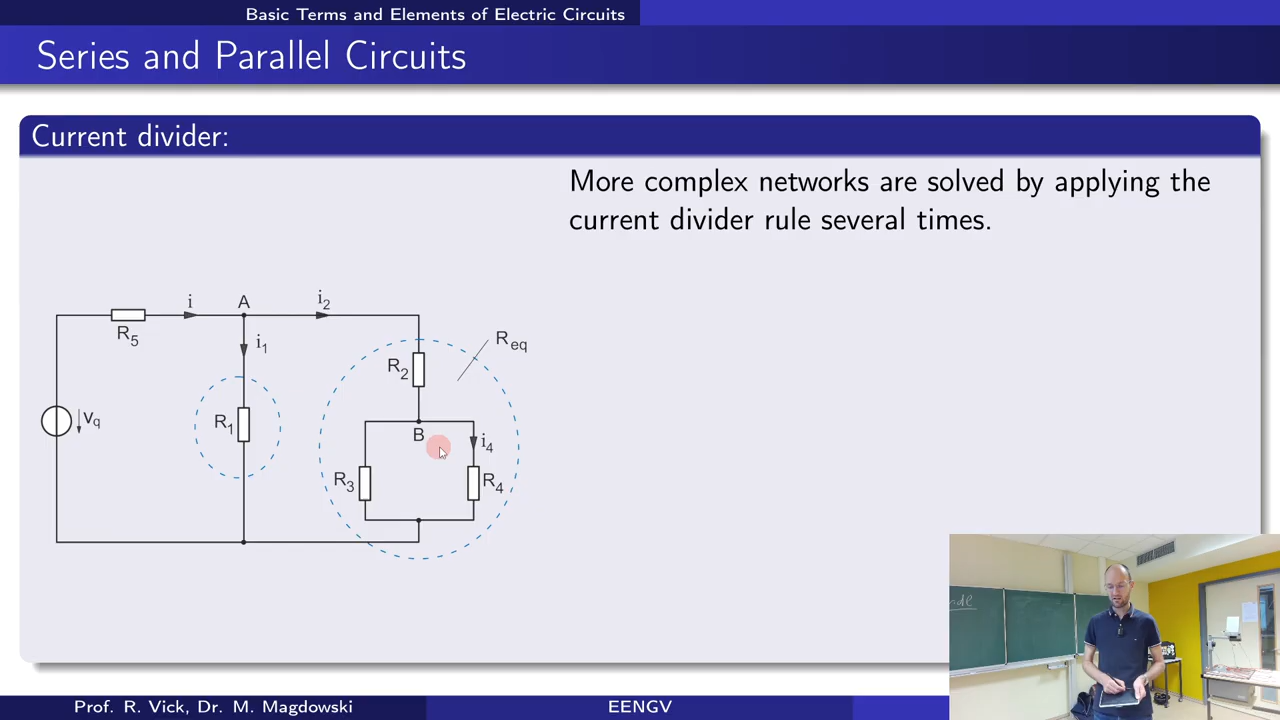 Basic Terms and Elements of Electric Circuits
Series and Parallel Circuits
Current divider:
More complex networks are solved by applying the
current divider rule several times.
i
A
i₂
R₅
i₁
R₂
R_eq
R₁
v_q
B
i₄
R₃
R₄
Prof. R. Vick, Dr. M. Magdowski
EENGV